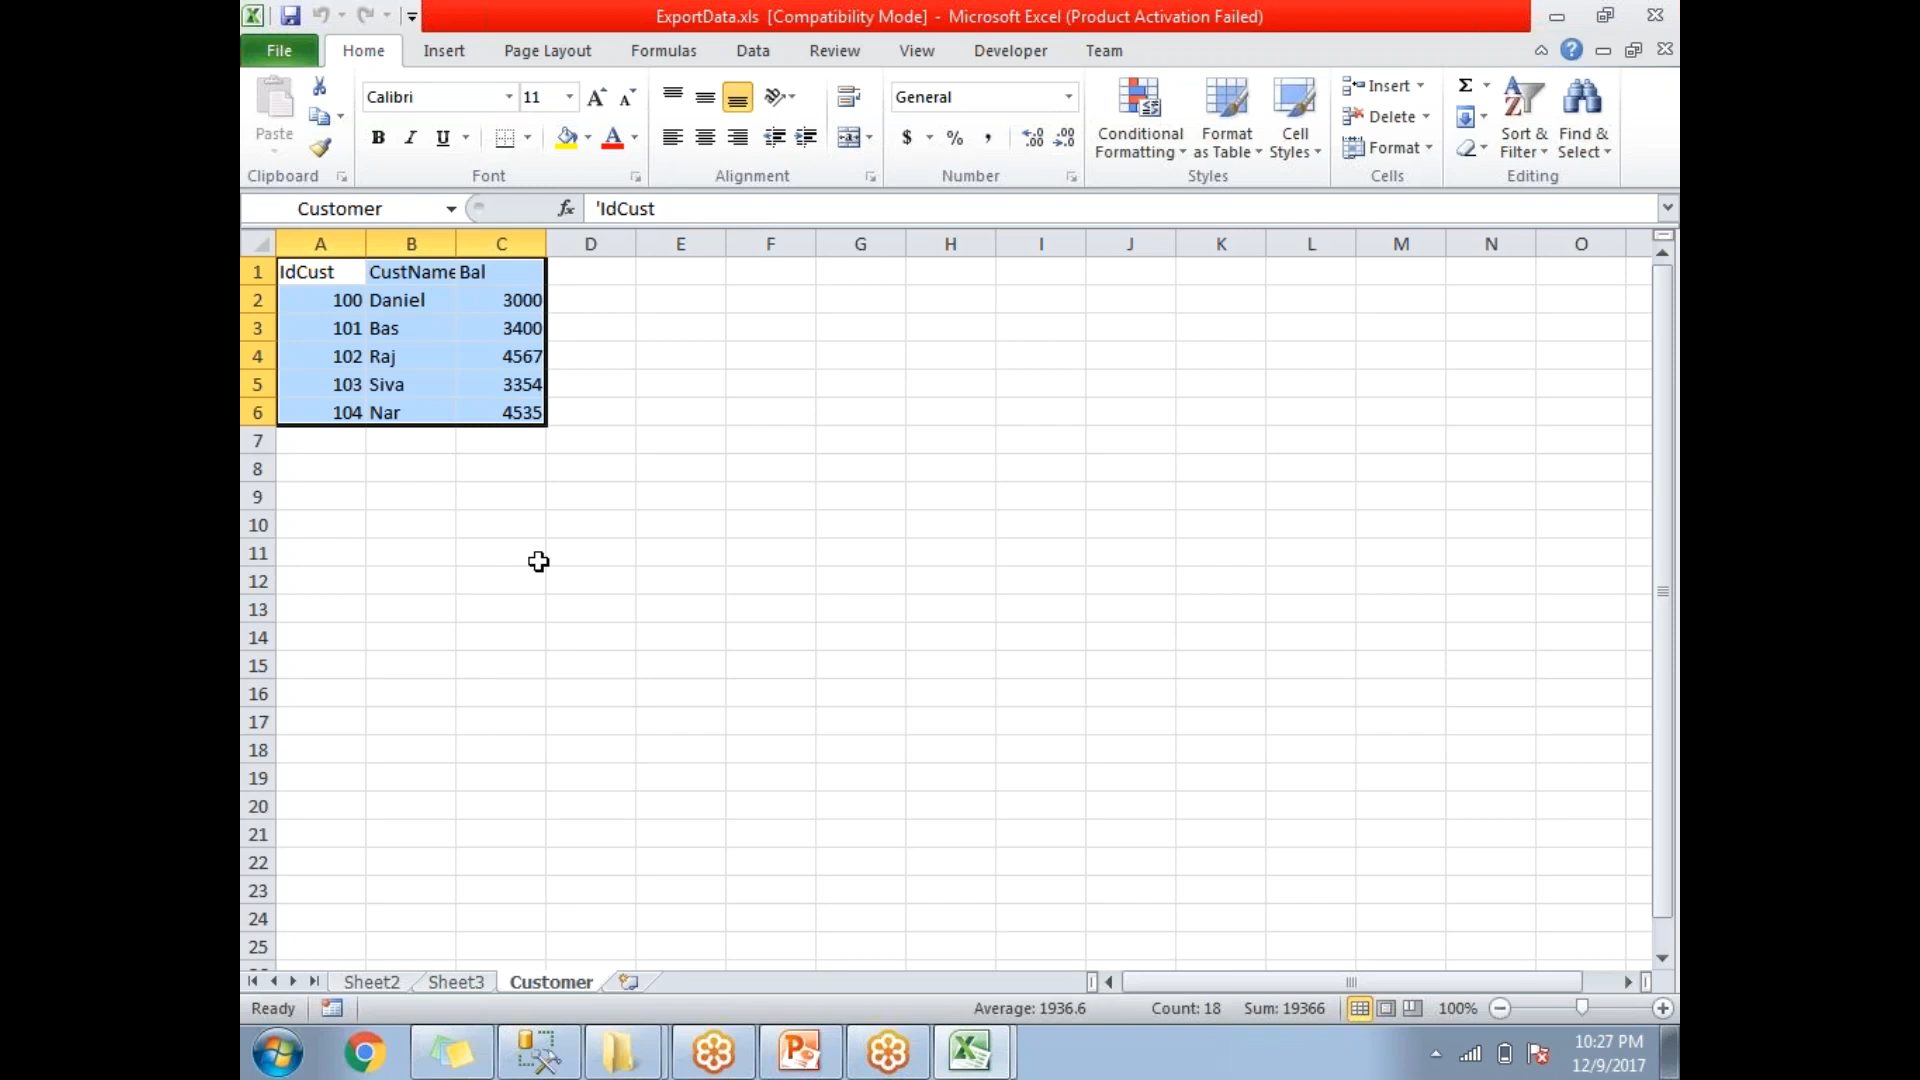 ExportData.xls [Compatibility Mode] - Microsoft Excel (Product Activation Failed)
File Home Insert Page Layout Formulas Data Review View Developer Team
Paste
Calibri 11
B I U A
General
$ % ,
Conditional Formatting
Format as Table
Cell Styles
Insert
Delete
Format
Σ
Sort & Filter
Find & Select
Clipboard Font Alignment Number Styles Cells Editing
Customer fx 'IdCust
A B C D E F G H I J K L M N O
1 IdCust CustName Bal
2 100 Daniel 3000
3 101 Bas 3400
4 102 Raj 4567
5 103 Siva 3354
6 104 Nar 4535
7
8
9
10
11
12
13
14
15
16
17
18
19
20
21
22
23
24
25
Sheet2 Sheet3 Customer
Ready Average: 1936.6 Count: 18 Sum: 19366 100%
10:27 PM
12/9/2017